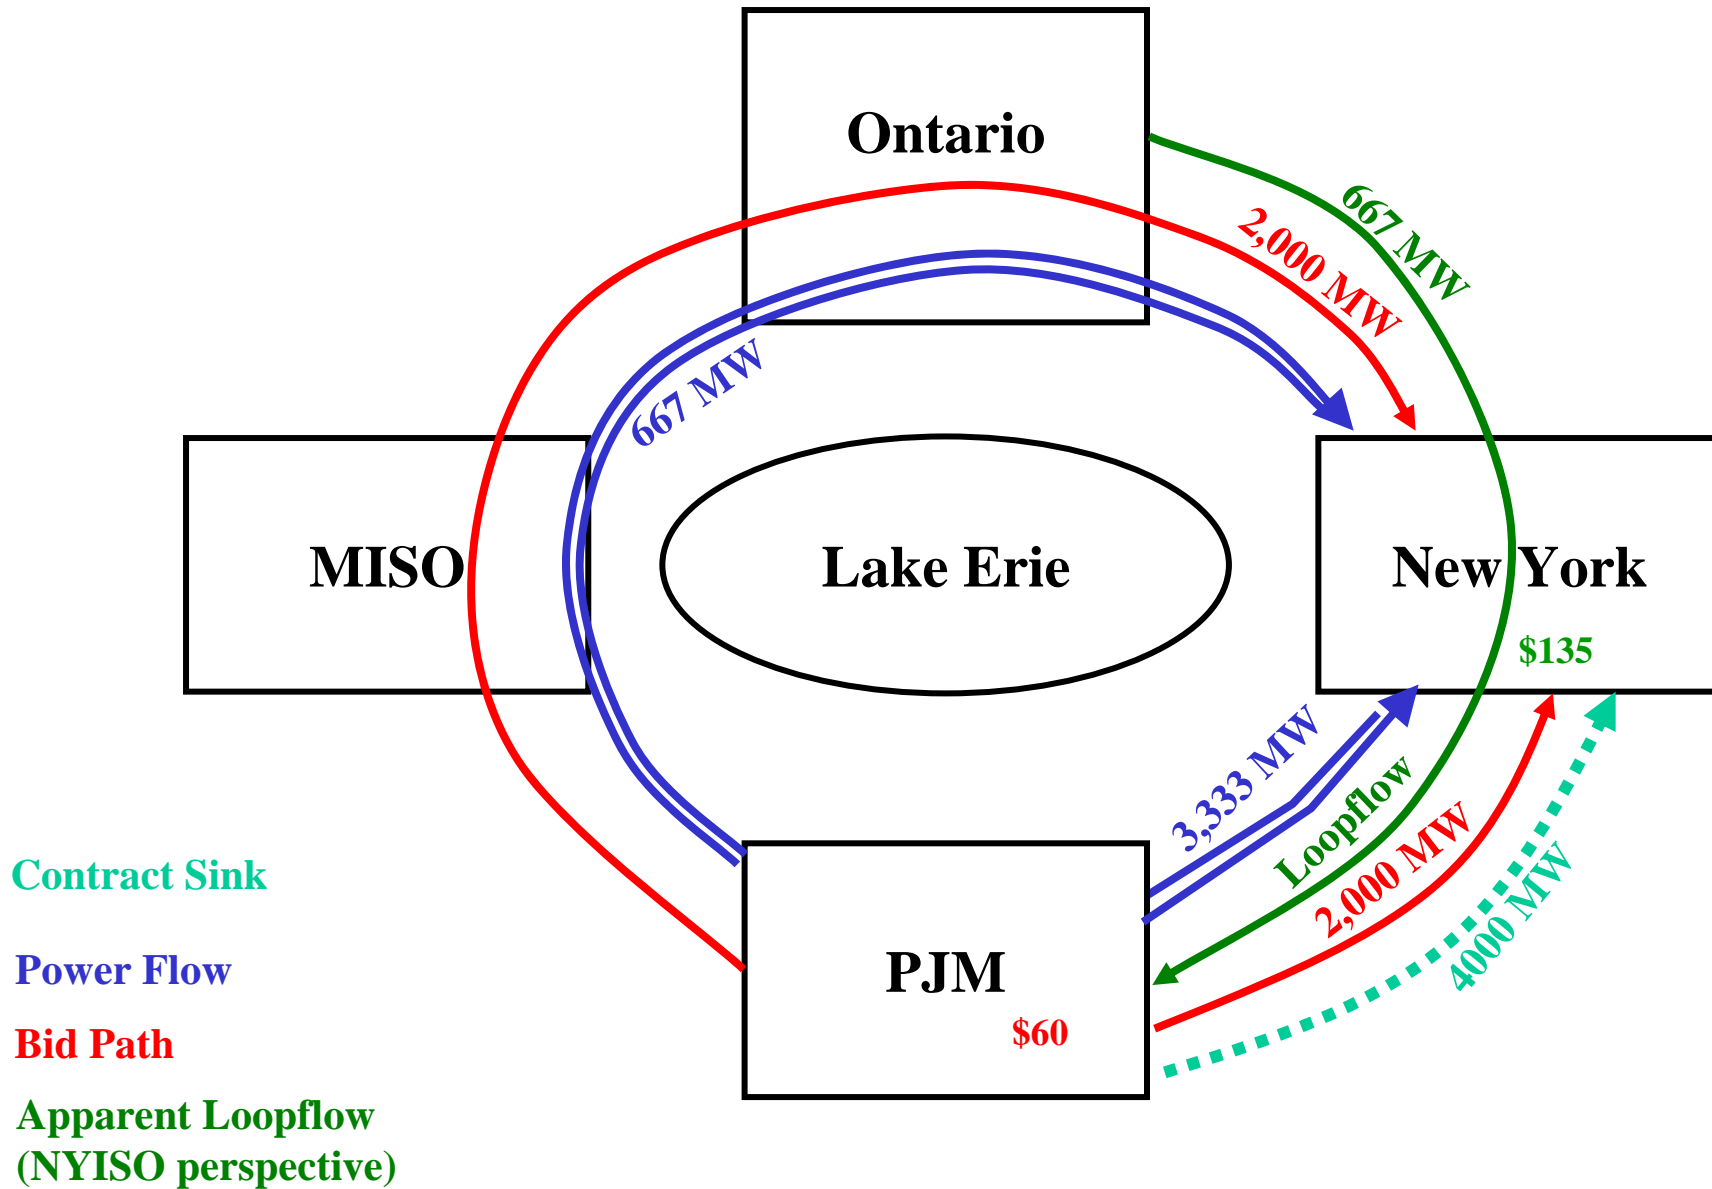 Ontario
667 MW
2,000 MW
667 MW
MISO
Lake Erie
New York
$135
3,333 MW
Loopflow
2,000 MW
4000 MW
PJM
$60
Contract Sink
Power Flow
Bid Path
Apparent Loopflow
(NYISO perspective)